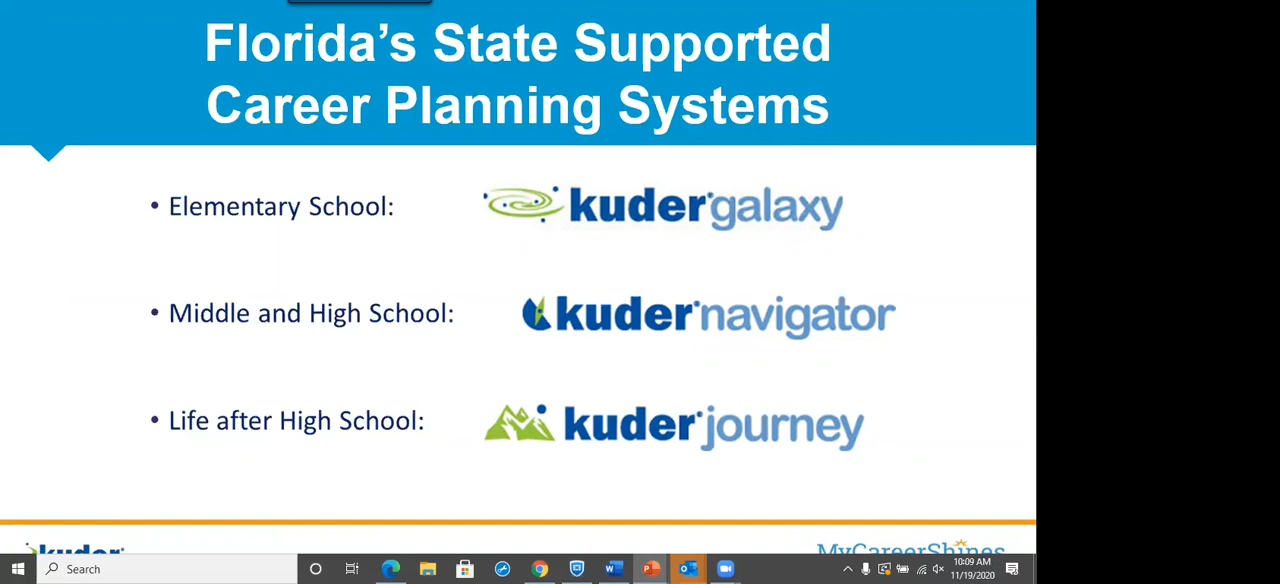 Florida's State Supported
Career Planning Systems
• Elementary School:
kuder galaxy
• Middle and High School:
kuder navigator
• Life after High School:
kuder journey
kuder
MyCareerShines
Search
10:09 AM
11/19/2020